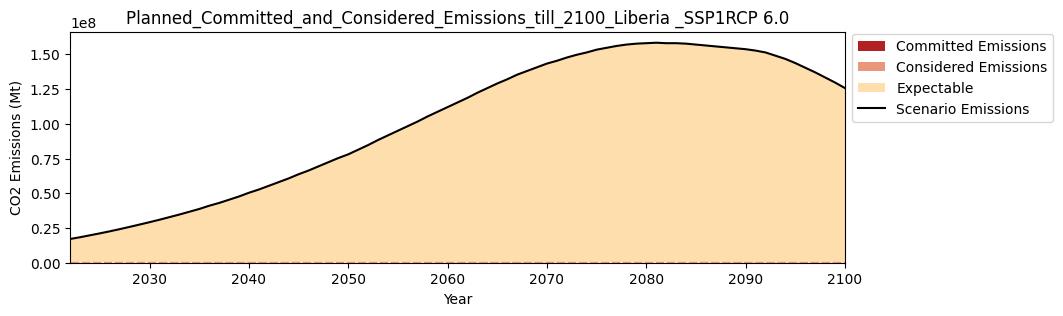 Planned_Committed_and_Considered_Emissions_till_2100_Liberia _SSP1RCP 6.0
1e8
1.50
1.25
1.00
0.75
0.50
0.25
0.00
CO2 Emissions (Mt)
2030 2040 2050 2060 2070 2080 2090 2100
Year
Committed Emissions
Considered Emissions
Expectable
Scenario Emissions